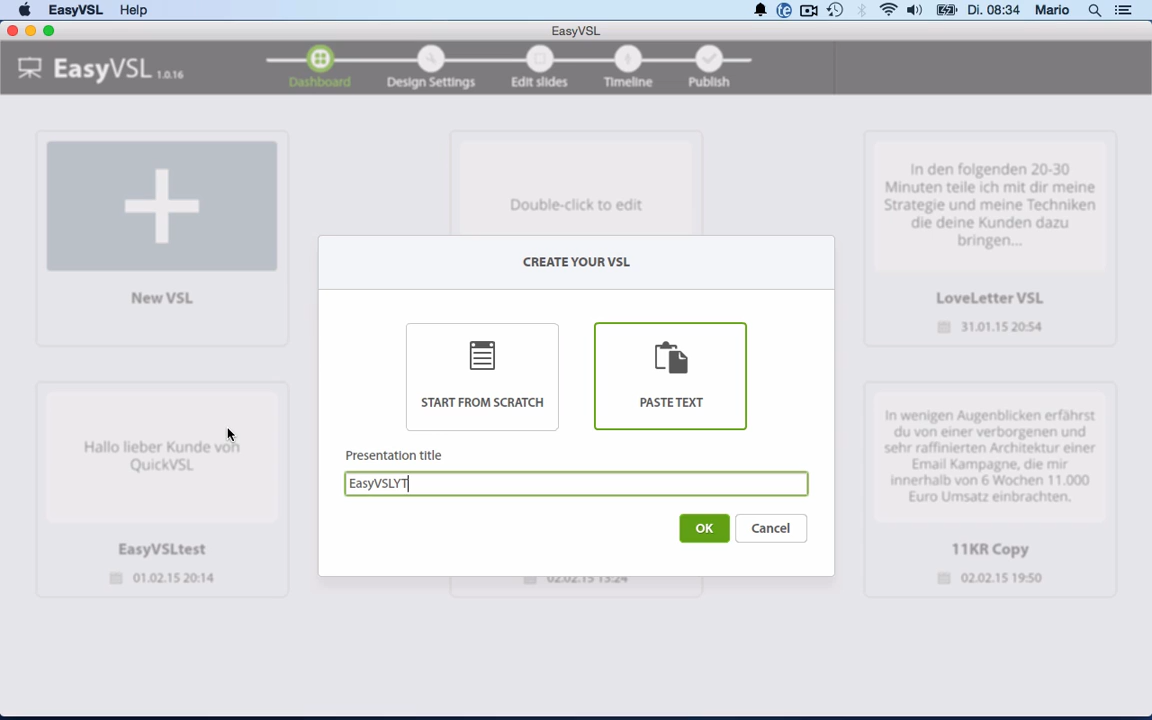 EasyVSL Help Di. 08:34 Mario
EasyVSL
EasyVSL 1.0.16
Dashboard Design Settings Edit slides Timeline Publish
New VSL
Double-click to edit
In den folgenden 20-30
Minuten teile ich mit dir meine
Strategie und meine Techniken
die deine Kunden dazu
bringen...
LoveLetter VSL
31.01.15 20:54
CREATE YOUR VSL
START FROM SCRATCH
PASTE TEXT
Presentation title
EasyVSLYT
OK
Cancel
Hallo lieber Kunde von
QuickVSL
EasyVSLtest
01.02.15 20:14
02.02.15 13:24
In wenigen Augenblicken erfährst
du von einer verborgenen und
sehr raffinierten Architektur einer
Email Kampagne, die mir
innerhalb von 6 Wochen 11.000
Euro Umsatz einbrachten.
11KR Copy
02.02.15 19:50